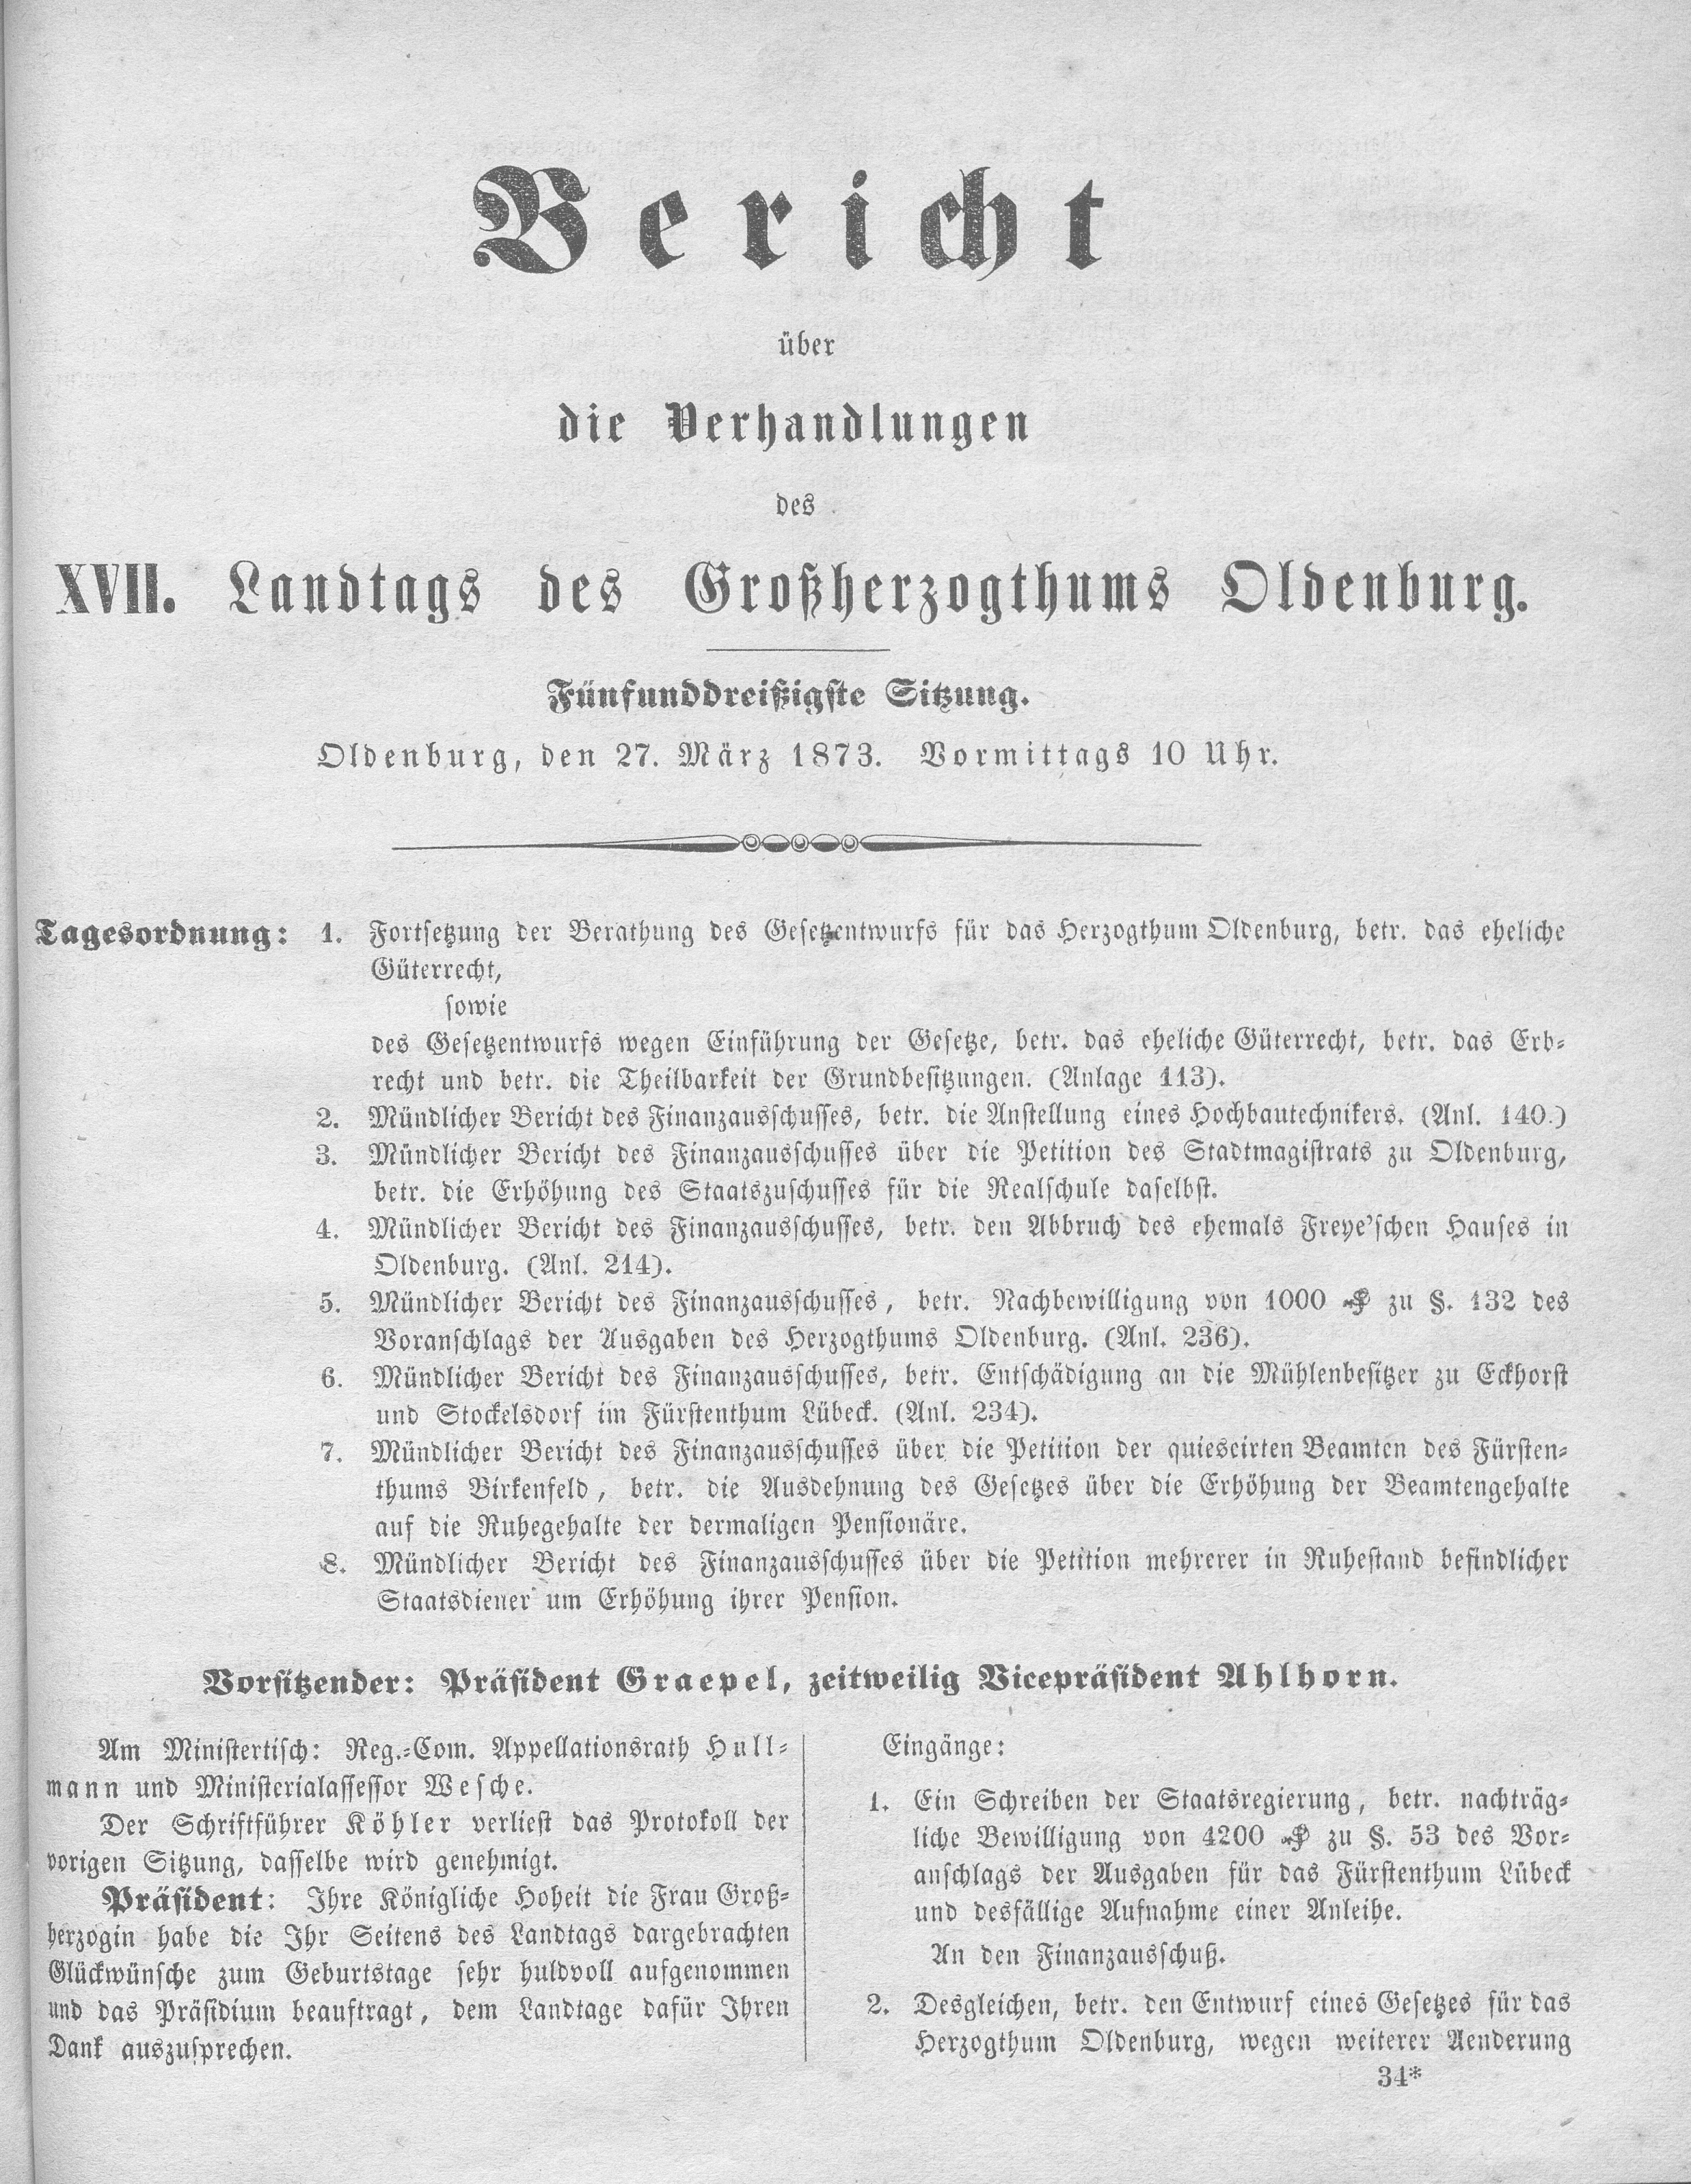 Bericht
über
die Verhandlungen
des
XVII. Landtags des Großherzogthums Oldenburg.
Fünfunddreißigste Sitzung.
Oldenburg, den 27. März 1873. Vormittags 10 Uhr.
Tagesordnung: 1. Fortsetzung der Berathung des Gesetzentwurfs für das Herzogthum Oldenburg, betr. das eheliche
Güterrecht,
sowie
des Gesetzentwurfs wegen Einführung der Gesetze, betr. das eheliche Güterrecht, betr. das Erb-
recht und betr. die Theilbarkeit der Grundbesitzungen. (Anlage 113).
2. Mündlicher Bericht des Finanzausschusses, betr. die Anstellung eines Hochbautechnikers. (Anl. 140.)
3. Mündlicher Bericht des Finanzausschusses über die Petition des Stadtmagistrats zu Oldenburg,
betr. die Erhöhung des Staatszuschusses für die Realschule daselbst.
4. Mündlicher Bericht des Finanzausschusses, betr. den Abbruch des ehemals Freye'schen Hauses in
Oldenburg. (Anl. 214).
5. Mündlicher Bericht des Finanzausschusses, betr. Nachbewilligung von 1000 ₰ zu §. 132 des
Voranschlags der Ausgaben des Herzogthums Oldenburg. (Anl. 236).
6. Mündlicher Bericht des Finanzausschusses, betr. Entschädigung an die Mühlenbesitzer zu Eckhorst
und Stockelsdorf im Fürstenthum Lübeck. (Anl. 234).
7. Mündlicher Bericht des Finanzausschusses über die Petition der quiescirten Beamten des Fürsten-
thums Birkenfeld, betr. die Ausdehnung des Gesetzes über die Erhöhung der Beamtengehalte
auf die Ruhegehalte der dermaligen Pensionäre.
8. Mündlicher Bericht des Finanzausschusses über die Petition mehrerer in Ruhestand befindlicher
Staatsdiener um Erhöhung ihrer Pension.
Vorsitzender: Präsident Graepel, zeitweilig Vicepräsident Ahlhorn.
Am Ministertisch: Reg.-Com. Appellationsrath Hull-
mann und Ministerialassessor Wesche.
Der Schriftführer Köhler verliest das Protokoll der
vorigen Sitzung, dasselbe wird genehmigt.
Präsident: Ihre Königliche Hoheit die Frau Groß-
herzogin habe die Ihr Seitens des Landtags dargebrachten
Glückwünsche zum Geburtstage sehr huldvoll aufgenommen
und das Präsidium beauftragt, dem Landtage dafür Ihren
Dank auszusprechen.
Eingänge:
1. Ein Schreiben der Staatsregierung, betr. nachträg-
liche Bewilligung von 4200 ₰ zu §. 53 des Vor-
anschlags der Ausgaben für das Fürstenthum Lübeck
und desfällige Aufnahme einer Anleihe.
An den Finanzausschuß.
2. Desgleichen, betr. den Entwurf eines Gesetzes für das
Herzogthum Oldenburg, wegen weiterer Aenderung
34*